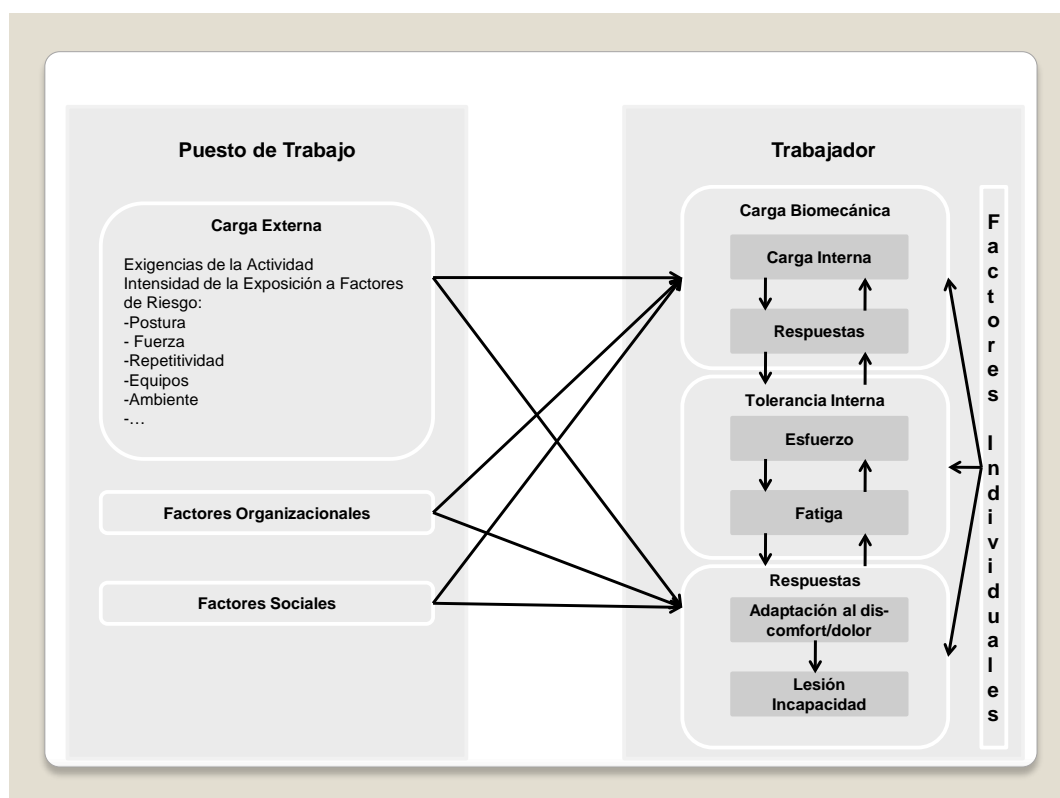 Puesto de Trabajo
Carga Externa
Exigencias de la Actividad
Intensidad de la Exposición a Factores
de Riesgo:
-Postura
- Fuerza
-Repetitividad
-Equipos
-Ambiente
-…
Factores Organizacionales
Factores Sociales
Trabajador
Carga Biomecánica
Carga Interna
Respuestas
Tolerancia Interna
Esfuerzo
Fatiga
Respuestas
Adaptación al dis-
comfort/dolor
Lesión
Incapacidad
Factores Individuales